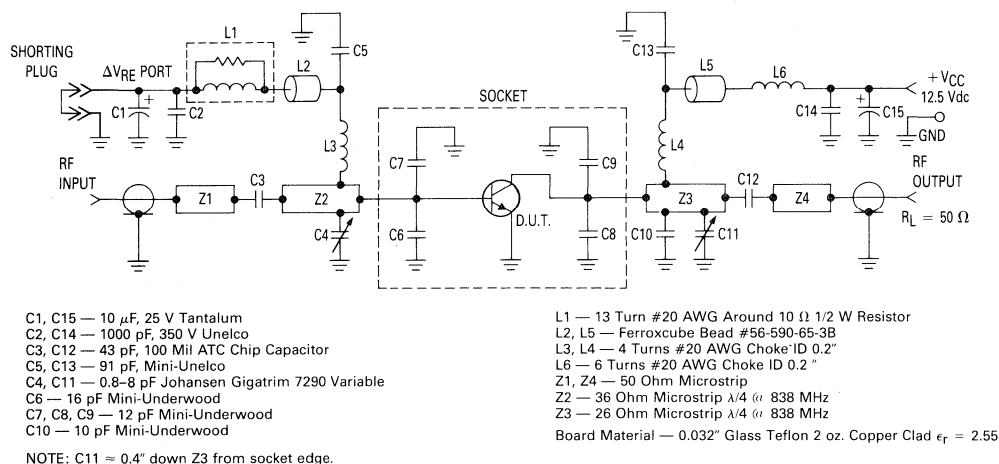 L1
C5
C13
SHORTING
PLUG
ΔVRE PORT
L2
L5
L6
+VCC
12.5 Vdc
C1
+
C2
SOCKET
C14
+
C15
GND
L3
L4
C7
C9
RF
INPUT
Z1
C3
Z2
C4
C6
D.U.T.
C8
Z3
C10
C11
C12
Z4
RF
OUTPUT
RL = 50 Ω
C1, C15 — 10 μF, 25 V Tantalum
C2, C14 — 1000 pF, 350 V Unelco
C3, C12 — 43 pF, 100 Mil ATC Chip Capacitor
C5, C13 — 91 pF, Mini-Unelco
C4, C11 — 0.8–8 pF Johansen Gigatrim 7290 Variable
C6 — 16 pF Mini-Underwood
C7, C8, C9 — 12 pF Mini-Underwood
C10 — 10 pF Mini-Underwood
NOTE: C11 ≈ 0.4" down Z3 from socket edge.
L1 — 13 Turn #20 AWG Around 10 Ω 1/2 W Resistor
L2, L5 — Ferroxcube Bead #56-590-65-3B
L3, L4 — 4 Turns #20 AWG Choke ID 0.2"
L6 — 6 Turns #20 AWG Choke ID 0.2 "
Z1, Z4 — 50 Ohm Microstrip
Z2 — 36 Ohm Microstrip λ/4 @ 838 MHz
Z3 — 26 Ohm Microstrip λ/4 @ 838 MHz
Board Material — 0.032" Glass Teflon 2 oz. Copper Clad εr = 2.55